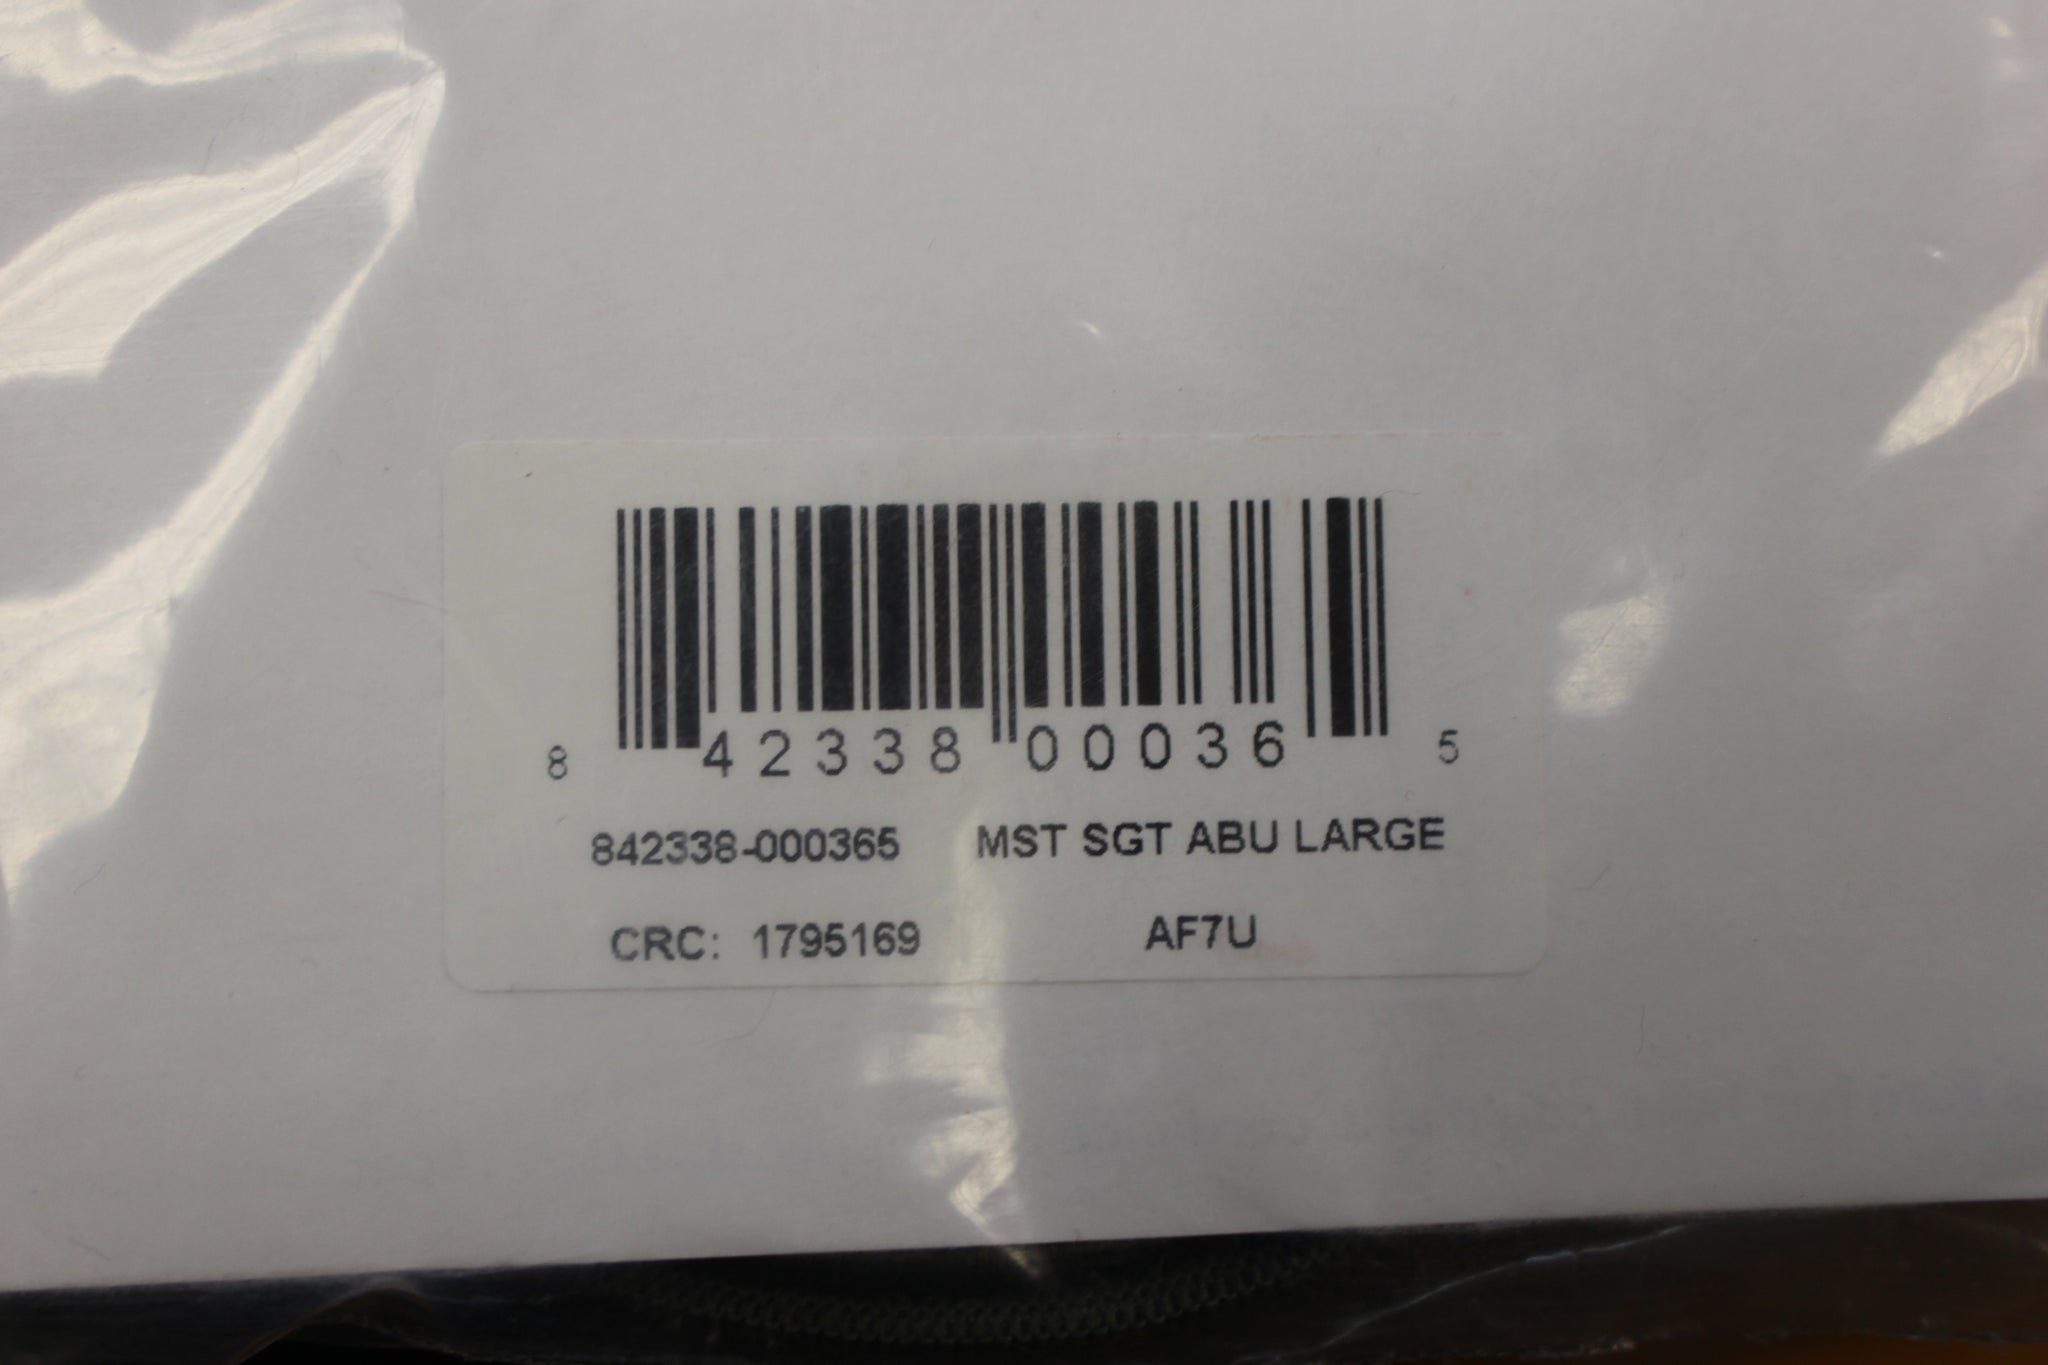 8 42338 00036 5
842338-000365 MST SGT ABU LARGE
CRC: 1795169 AF7U